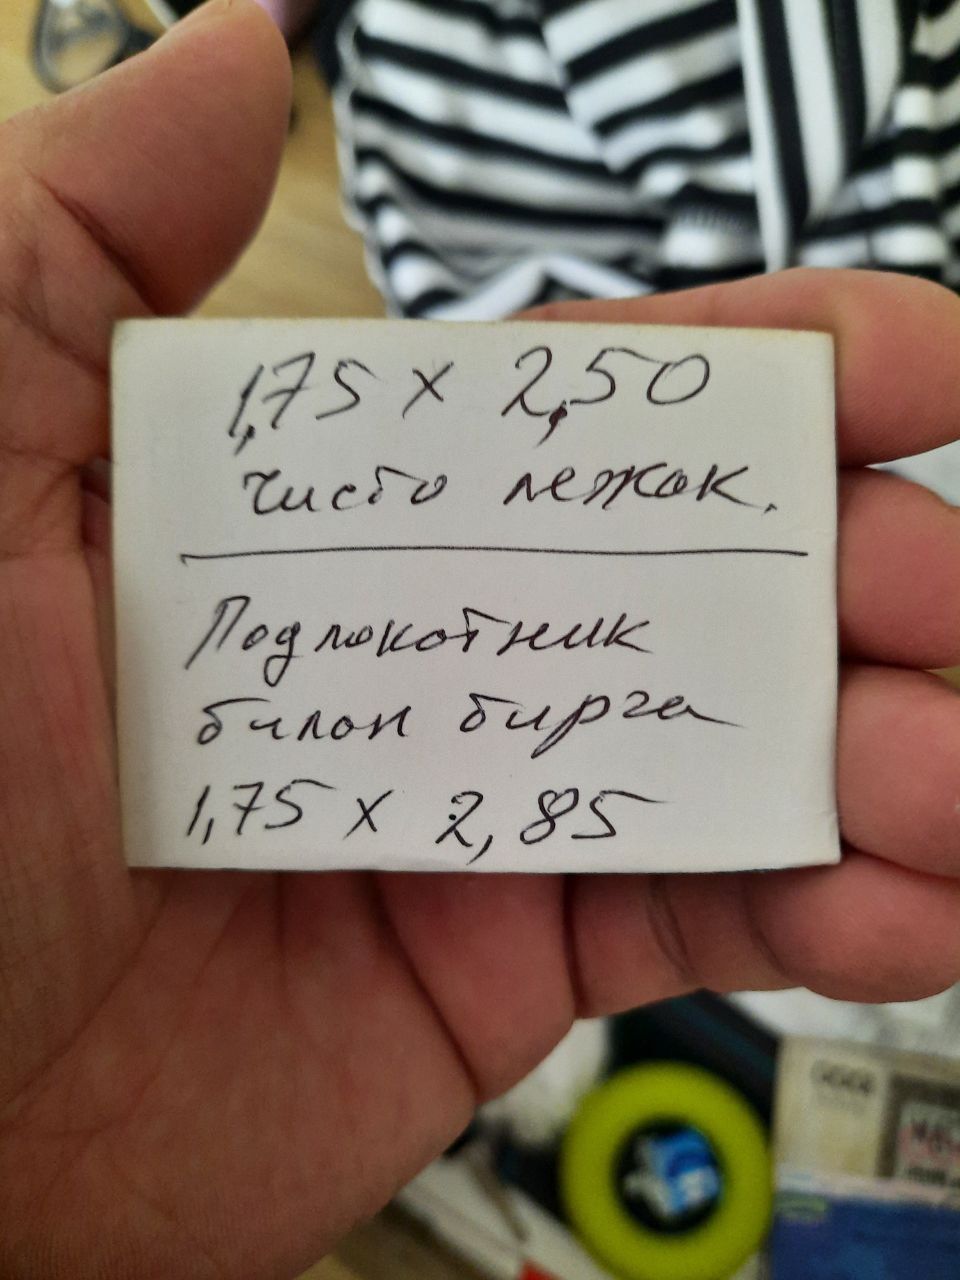 1,75 х 2,50
чисто лежак.
Подлокотник
билан бирга
1,75 х 2,85